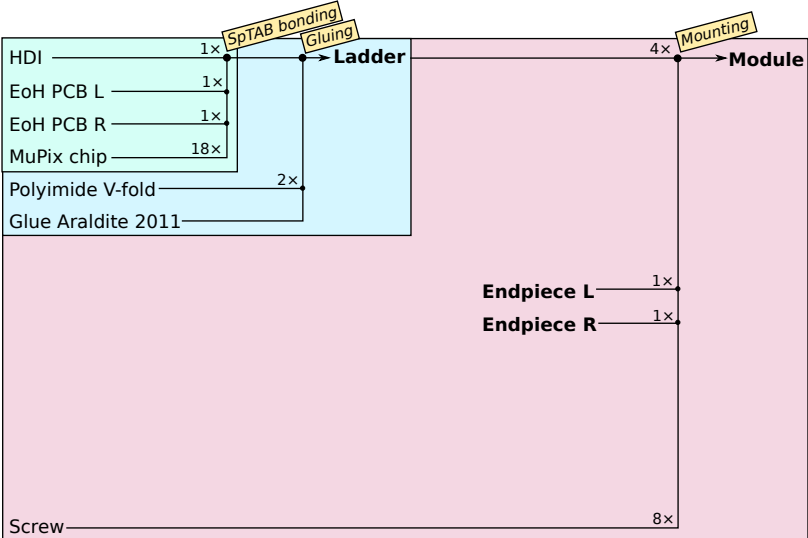 SpTAB bonding
Gluing
Mounting
HDI 1× Ladder 4× Module
EoH PCB L 1×
EoH PCB R 1×
MuPix chip 18×
Polyimide V-fold 2×
Glue Araldite 2011
Endpiece L 1×
Endpiece R 1×
Screw 8×